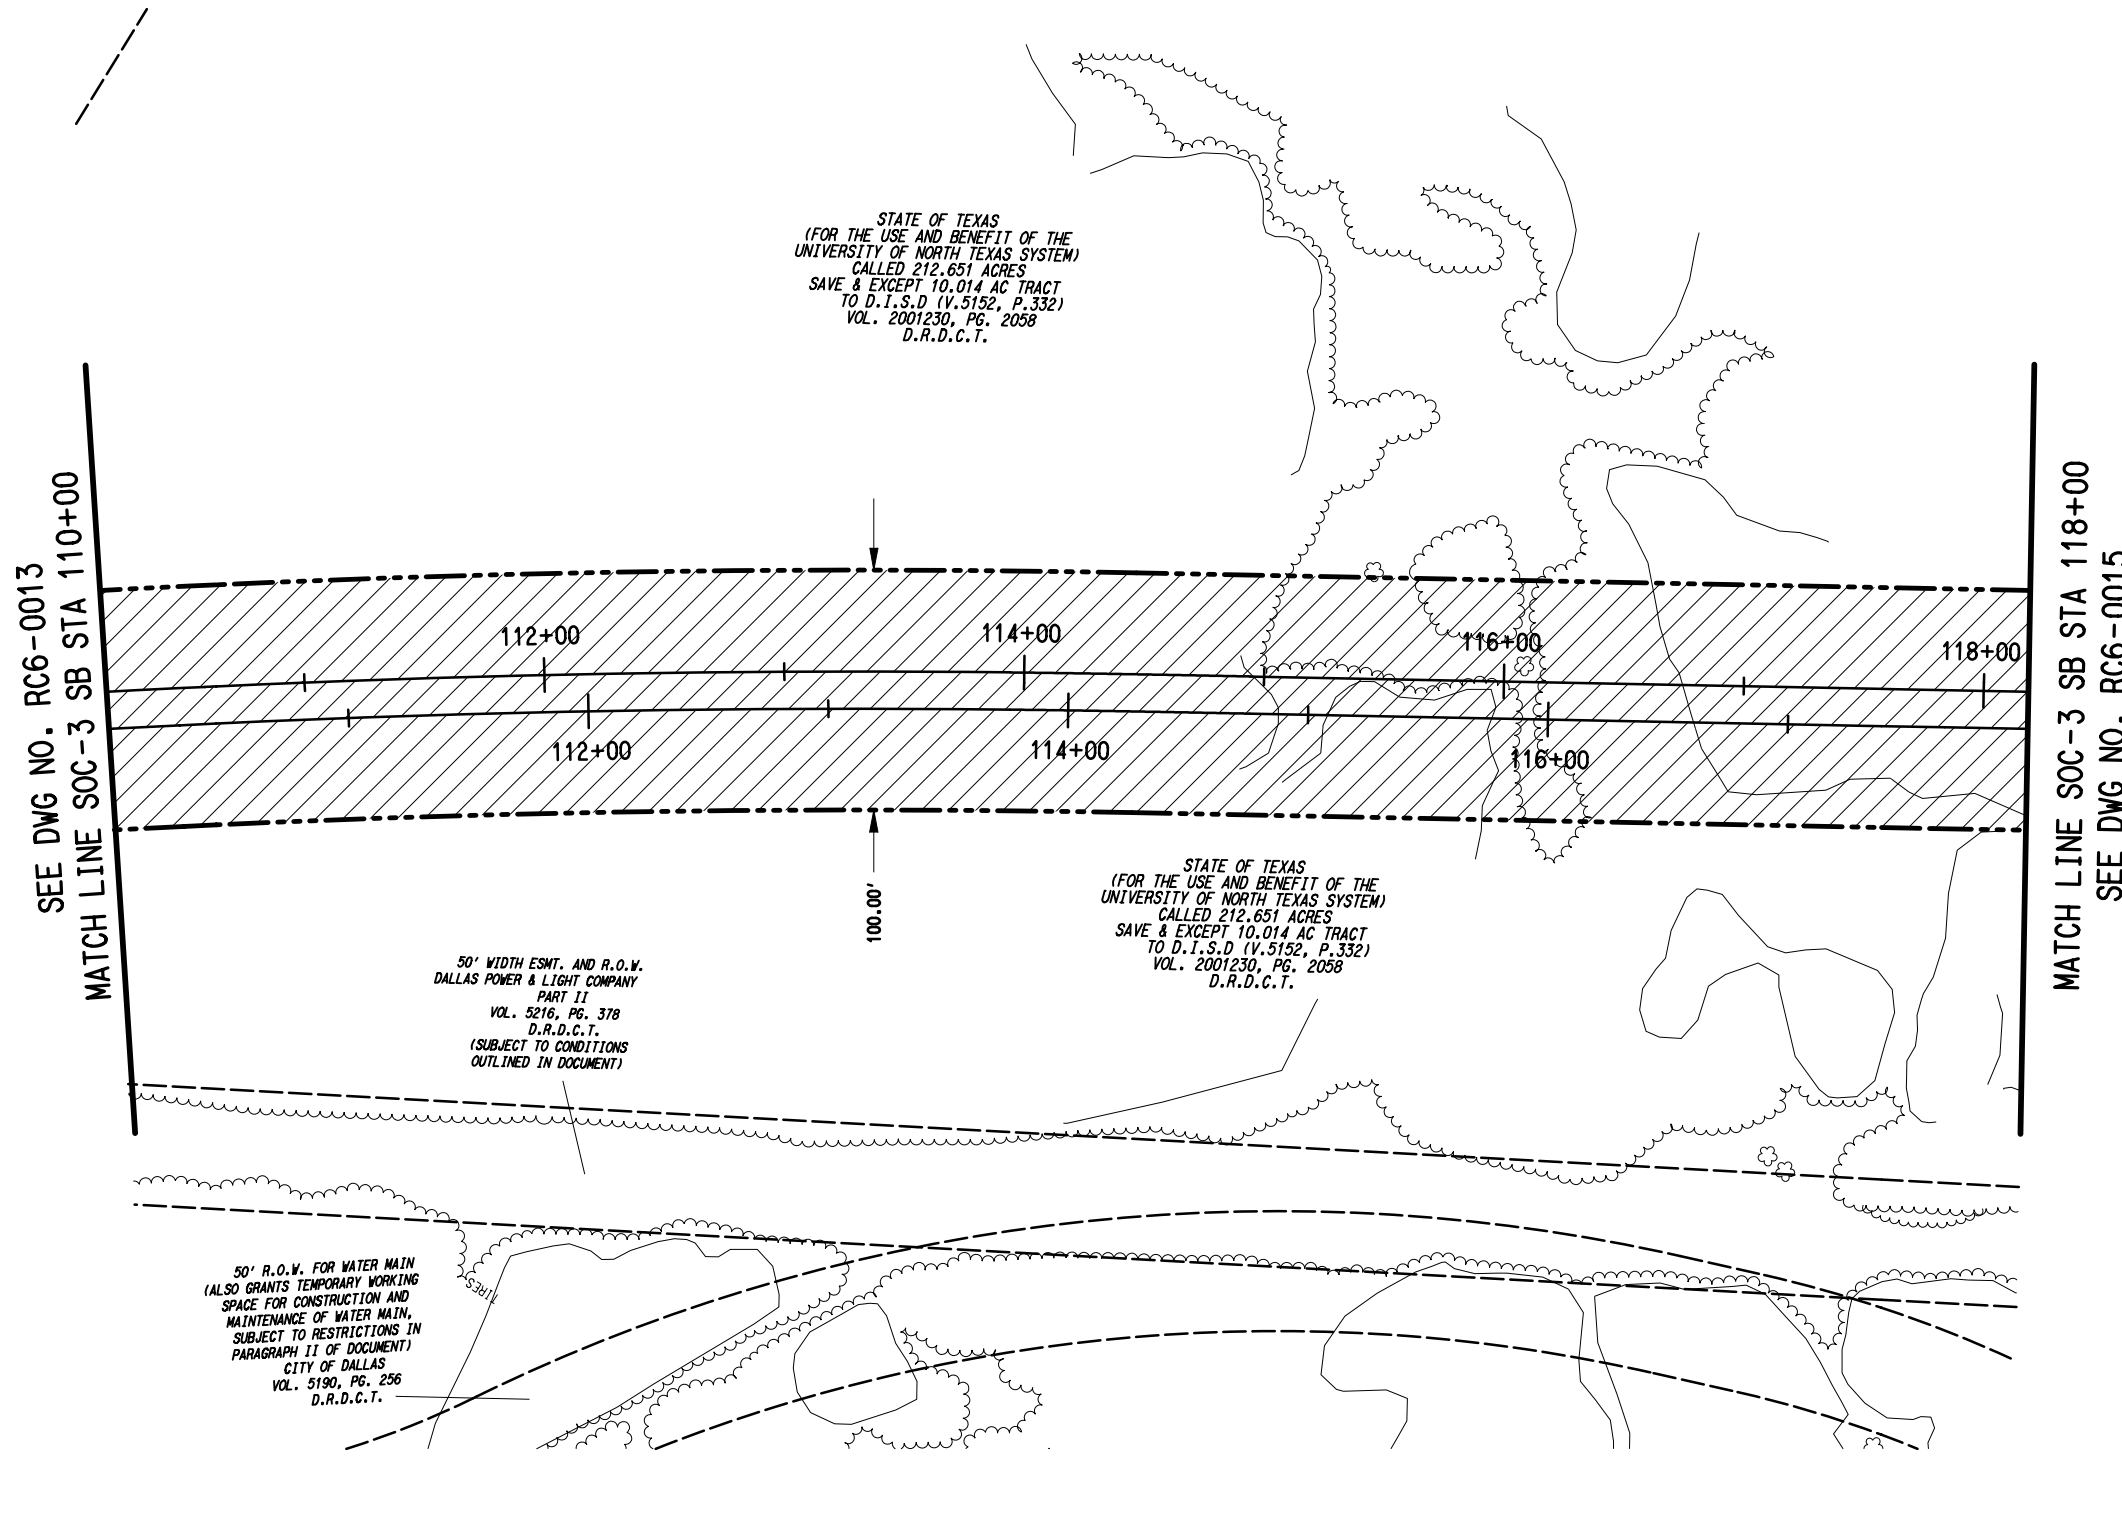 STATE OF TEXAS
(FOR THE USE AND BENEFIT OF THE
UNIVERSITY OF NORTH TEXAS SYSTEM)
CALLED 212.651 ACRES
SAVE & EXCEPT 10.014 AC TRACT
TO D.I.S.D (V.5152, P.332)
VOL. 2001230, PG. 2058
D.R.D.C.T.
SEE DWG NO. RC6-0013
MATCH LINE SOC-3 SB STA 110+00
112+00
114+00
116+00
118+00
112+00
114+00
116+00
MATCH LINE SOC-3 SB STA 118+00
SEE DWG NO. RC6-0015
100.00'
STATE OF TEXAS
(FOR THE USE AND BENEFIT OF THE
UNIVERSITY OF NORTH TEXAS SYSTEM)
CALLED 212.651 ACRES
SAVE & EXCEPT 10.014 AC TRACT
TO D.I.S.D (V.5152, P.332)
VOL. 2001230, PG. 2058
D.R.D.C.T.
50' WIDTH ESMT. AND R.O.W.
DALLAS POWER & LIGHT COMPANY
PART II
VOL. 5216, PG. 378
D.R.D.C.T.
(SUBJECT TO CONDITIONS
OUTLINED IN DOCUMENT)
TIRES
50' R.O.W. FOR WATER MAIN
(ALSO GRANTS TEMPORARY WORKING
SPACE FOR CONSTRUCTION AND
MAINTENANCE OF WATER MAIN,
SUBJECT TO RESTRICTIONS IN
PARAGRAPH II OF DOCUMENT)
CITY OF DALLAS
VOL. 5190, PG. 256
D.R.D.C.T.